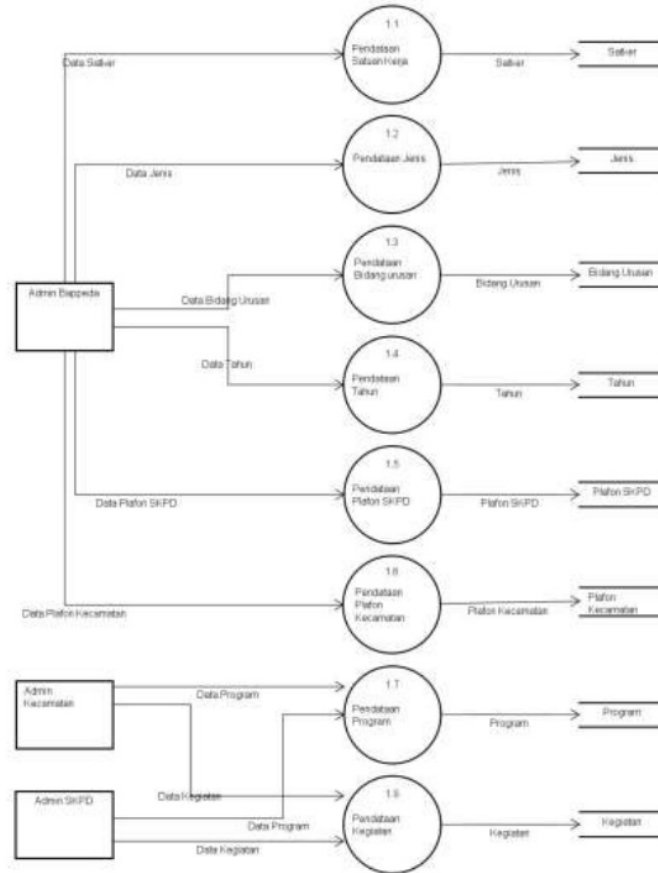 1.1
Pendataan
Satuan Kerja
Data Satker
Satker
Satker
1.2
Pendataan Jenis
Data Jenis
Jenis
Jenis
1.3
Pendataan
Bidang urusan
Admin Bappeda
Data Bidang Urusan
Bidang Urusan
Bidang Urusan
1.4
Data Tahun
Pendataan
Tahun
Tahun
Tahun
1.5
Pendataan
Plafon SKPD
Data Plafon SKPD
Plafon SKPD
Plafon SKPD
1.6
Pendataan
Plafon
Kecamatan
Data Plafon Kecamatan
Plafon Kecamatan
Plafon
Kecamatan
Admin
Kecamatan
Data Program
1.7
Pendataan
Program
Program
Program
Data Kegiatan
1.8
Admin SKPD
Data Program
Pendataan
Kegiatan
Data Kegiatan
Kegiatan
Kegiatan